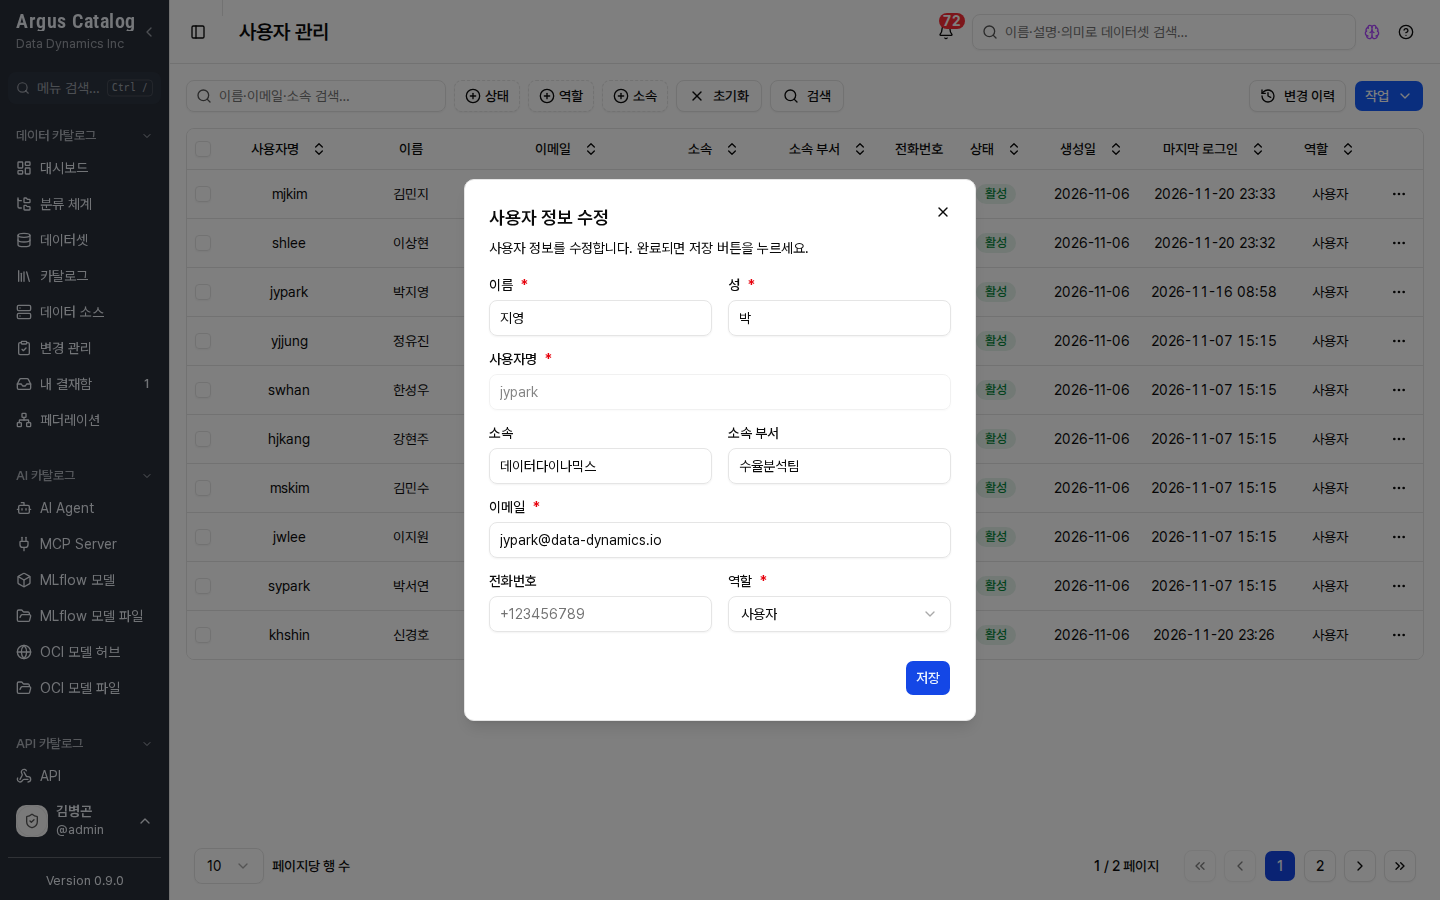 Argus Catalog
Data Dynamics Inc
메뉴 검색... Ctrl /
데이터 카탈로그
대시보드
분류 체계
데이터셋
카탈로그
데이터 소스
변경 관리
내 결재함 1
페더레이션
AI 카탈로그
AI Agent
MCP Server
MLflow 모델
MLflow 모델 파일
OCI 모델 허브
OCI 모델 파일
API 카탈로그
API
김병곤
@admin
Version 0.9.0
사용자 관리
72
이름·설명·의미로 데이터셋 검색...
이름·이메일·소속 검색... 상태 역할 소속 초기화 검색 변경 이력 작업
사용자명 이름 이메일 소속 소속 부서 전화번호 상태 생성일 마지막 로그인 역할
mjkim 김민지 활성 2026-11-06 2026-11-20 23:33 사용자
shlee 이상현 활성 2026-11-06 2026-11-20 23:32 사용자
jypark 박지영 활성 2026-11-06 2026-11-16 08:58 사용자
yjjung 정유진 활성 2026-11-06 2026-11-07 15:15 사용자
swhan 한성우 활성 2026-11-06 2026-11-07 15:15 사용자
hjkang 강현주 활성 2026-11-06 2026-11-07 15:15 사용자
mskim 김민수 활성 2026-11-06 2026-11-07 15:15 사용자
jwlee 이지원 활성 2026-11-06 2026-11-07 15:15 사용자
sypark 박서연 활성 2026-11-06 2026-11-07 15:15 사용자
khshin 신경호 활성 2026-11-06 2026-11-20 23:26 사용자
사용자 정보 수정
사용자 정보를 수정합니다. 완료되면 저장 버튼을 누르세요.
이름 * 성 *
지영 박
사용자명 *
jypark
소속 소속 부서
데이터다이나믹스 수율분석팀
이메일 *
jypark@data-dynamics.io
전화번호 역할 *
+123456789 사용자
저장
10 페이지당 행 수 1 / 2 페이지 1 2